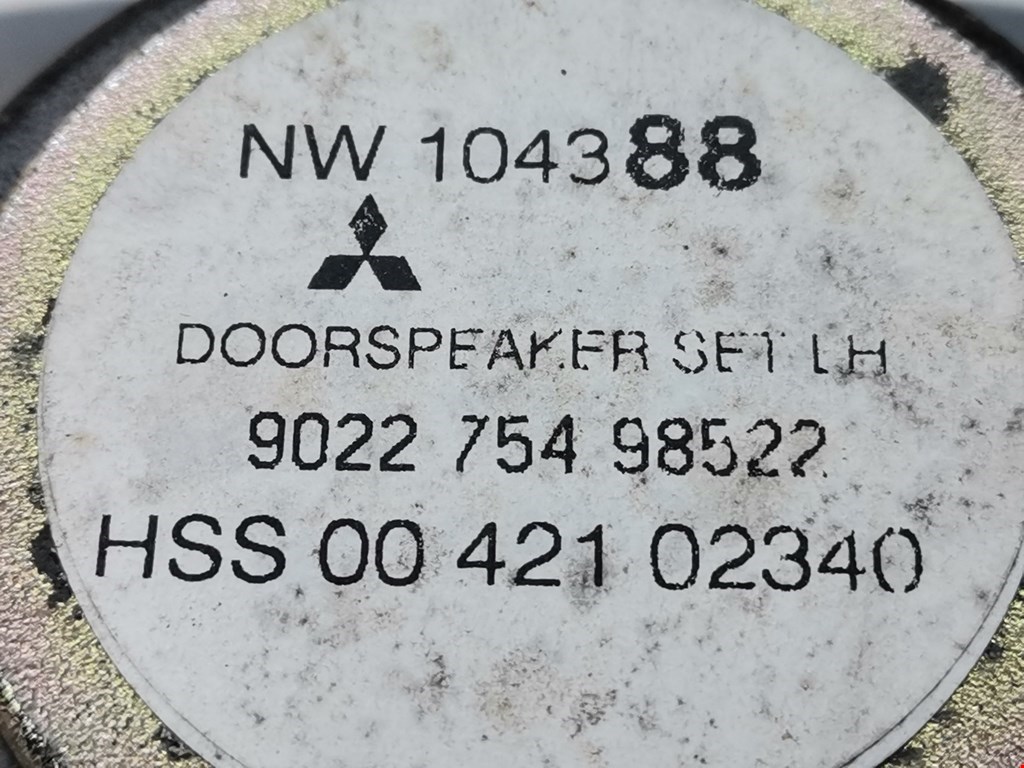 NW 104388
DOORSPEAKER SET LH
9022 754 98522
HSS 00 421 02340